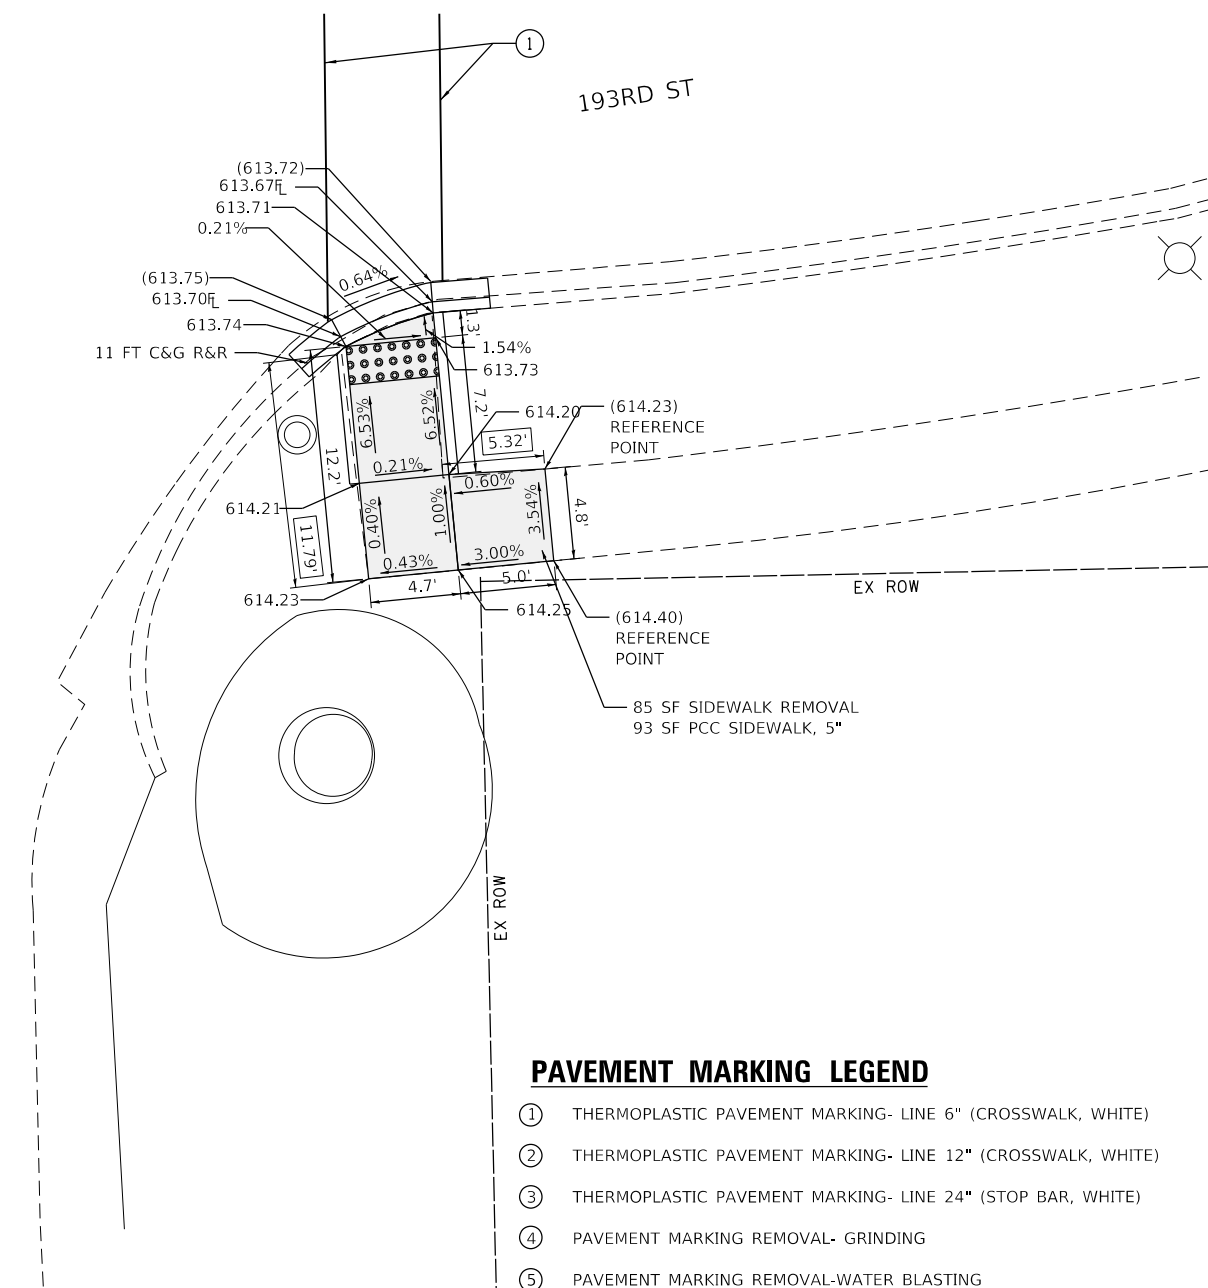 1
193RD ST
(613.72)
613.67FL
613.71
0.21%
(613.75)
0.64%
613.70FL
613.74
1.3'
11 FT C&G R&R
1.54%
613.73
7.2'
6.53%
6.52%
614.20
(614.23)
REFERENCE
POINT
5.32'
12.2'
0.21%
0.60%
614.21
0.40%
1.00%
3.54%
4.8'
11.79'
0.43%
3.00%
EX ROW
614.23
4.7'
5.0'
614.25
(614.40)
REFERENCE
POINT
85 SF SIDEWALK REMOVAL
93 SF PCC SIDEWALK, 5"
EX ROW
PAVEMENT MARKING LEGEND
1 THERMOPLASTIC PAVEMENT MARKING- LINE 6" (CROSSWALK, WHITE)
2 THERMOPLASTIC PAVEMENT MARKING- LINE 12" (CROSSWALK, WHITE)
3 THERMOPLASTIC PAVEMENT MARKING- LINE 24" (STOP BAR, WHITE)
4 PAVEMENT MARKING REMOVAL- GRINDING
5 PAVEMENT MARKING REMOVAL-WATER BLASTING